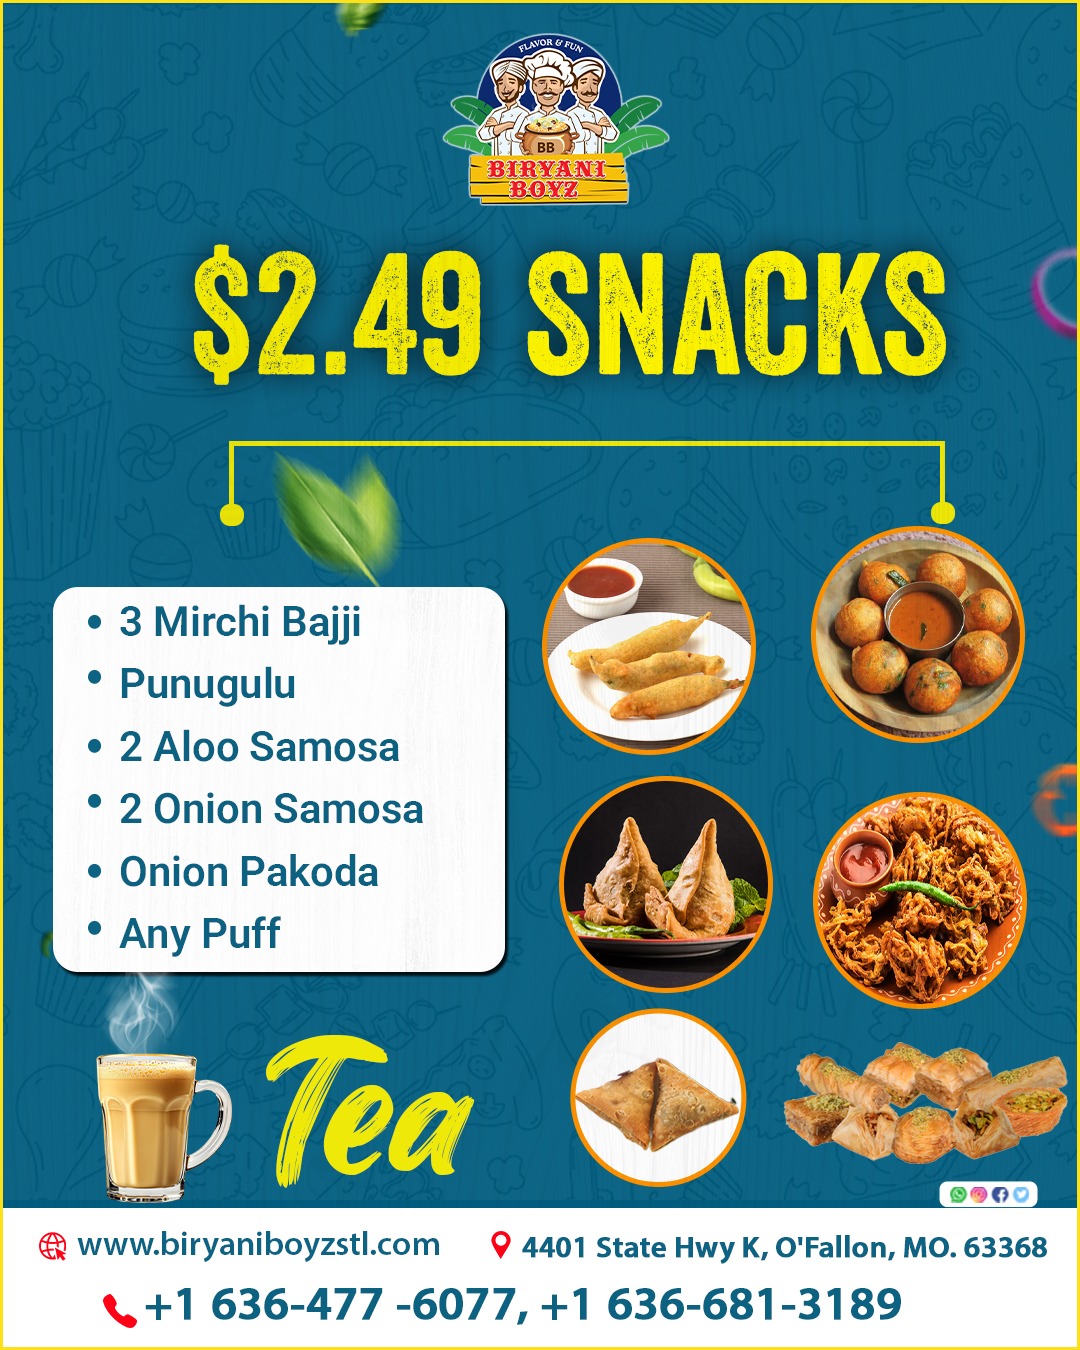 FLAVOR & FUN
BB
BIRYANI
BOYZ
$2.49 SNACKS
• 3 Mirchi Bajji
• Punugulu
• 2 Aloo Samosa
• 2 Onion Samosa
• Onion Pakoda
• Any Puff
Tea
www.biryaniboyzstl.com
4401 State Hwy K, O'Fallon, MO. 63368
+1 636-477 -6077, +1 636-681-3189